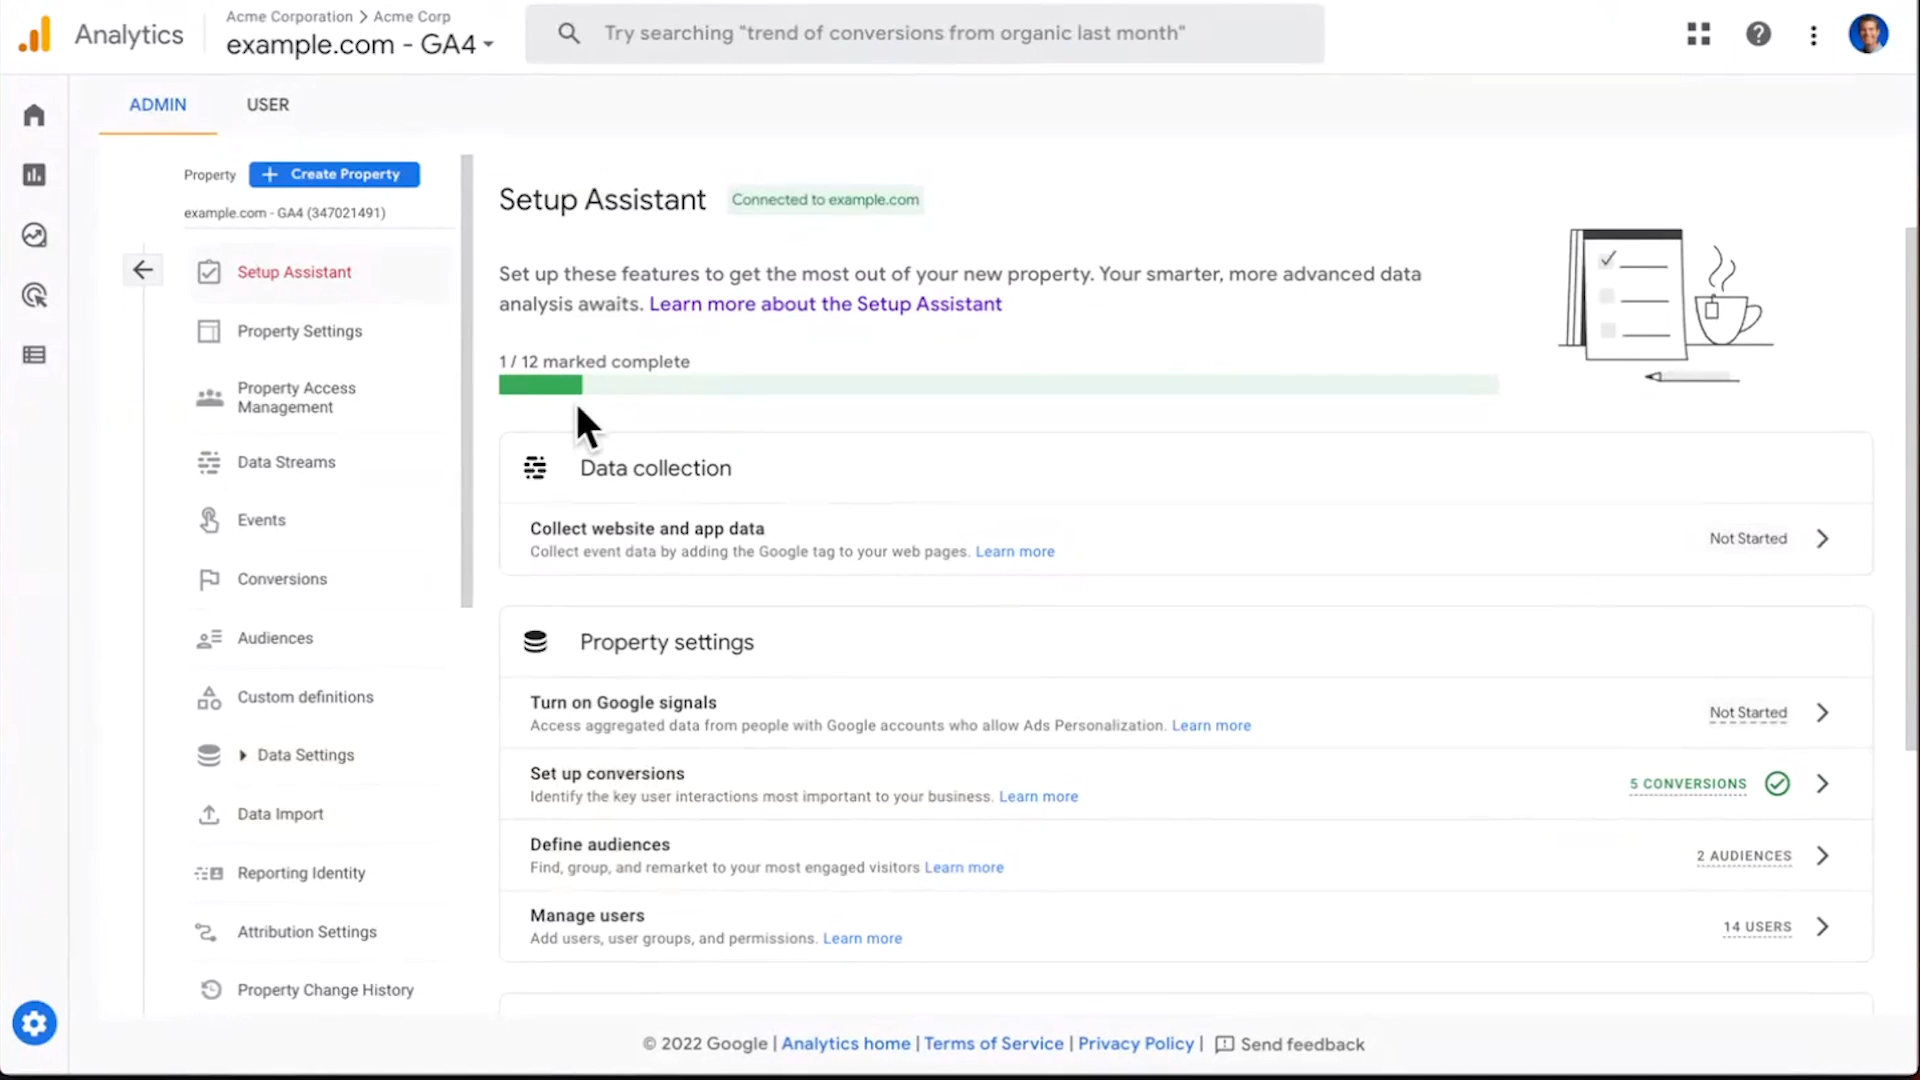 Analytics
Acme Corporation > Acme Corp
example.com - GA4
Try searching "trend of conversions from organic last month"
ADMIN
USER
Property
+ Create Property
example.com - GA4 (347021491)
Setup Assistant
Property Settings
Property Access
Management
Data Streams
Events
Conversions
Audiences
Custom definitions
Data Settings
Data Import
Reporting Identity
Attribution Settings
Property Change History
Setup Assistant
Connected to example.com
Set up these features to get the most out of your new property. Your smarter, more advanced data
analysis awaits. Learn more about the Setup Assistant
1 / 12 marked complete
Data collection
Collect website and app data
Collect event data by adding the Google tag to your web pages. Learn more
Not Started
Property settings
Turn on Google signals
Access aggregated data from people with Google accounts who allow Ads Personalization. Learn more
Not Started
Set up conversions
Identify the key user interactions most important to your business. Learn more
5 CONVERSIONS
Define audiences
Find, group, and remarket to your most engaged visitors Learn more
2 AUDIENCES
Manage users
Add users, user groups, and permissions. Learn more
14 USERS
© 2022 Google | Analytics home | Terms of Service | Privacy Policy | Send feedback